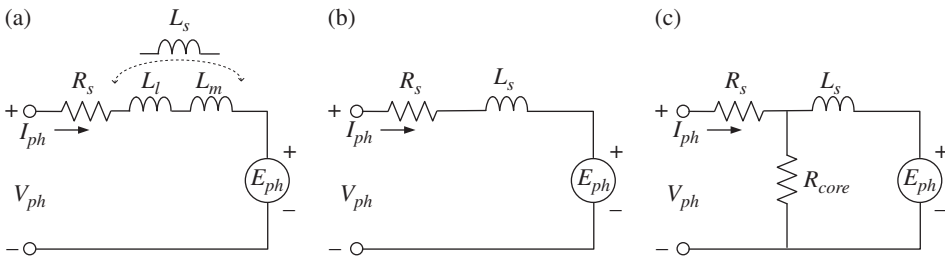 (a)
L_s
R_s
L_l
L_m
+
I_ph
+
E_ph
V_ph
−
−
(b)
R_s
L_s
+
I_ph
+
E_ph
V_ph
−
−
(c)
R_s
L_s
+
I_ph
+
R_core
E_ph
V_ph
−
−